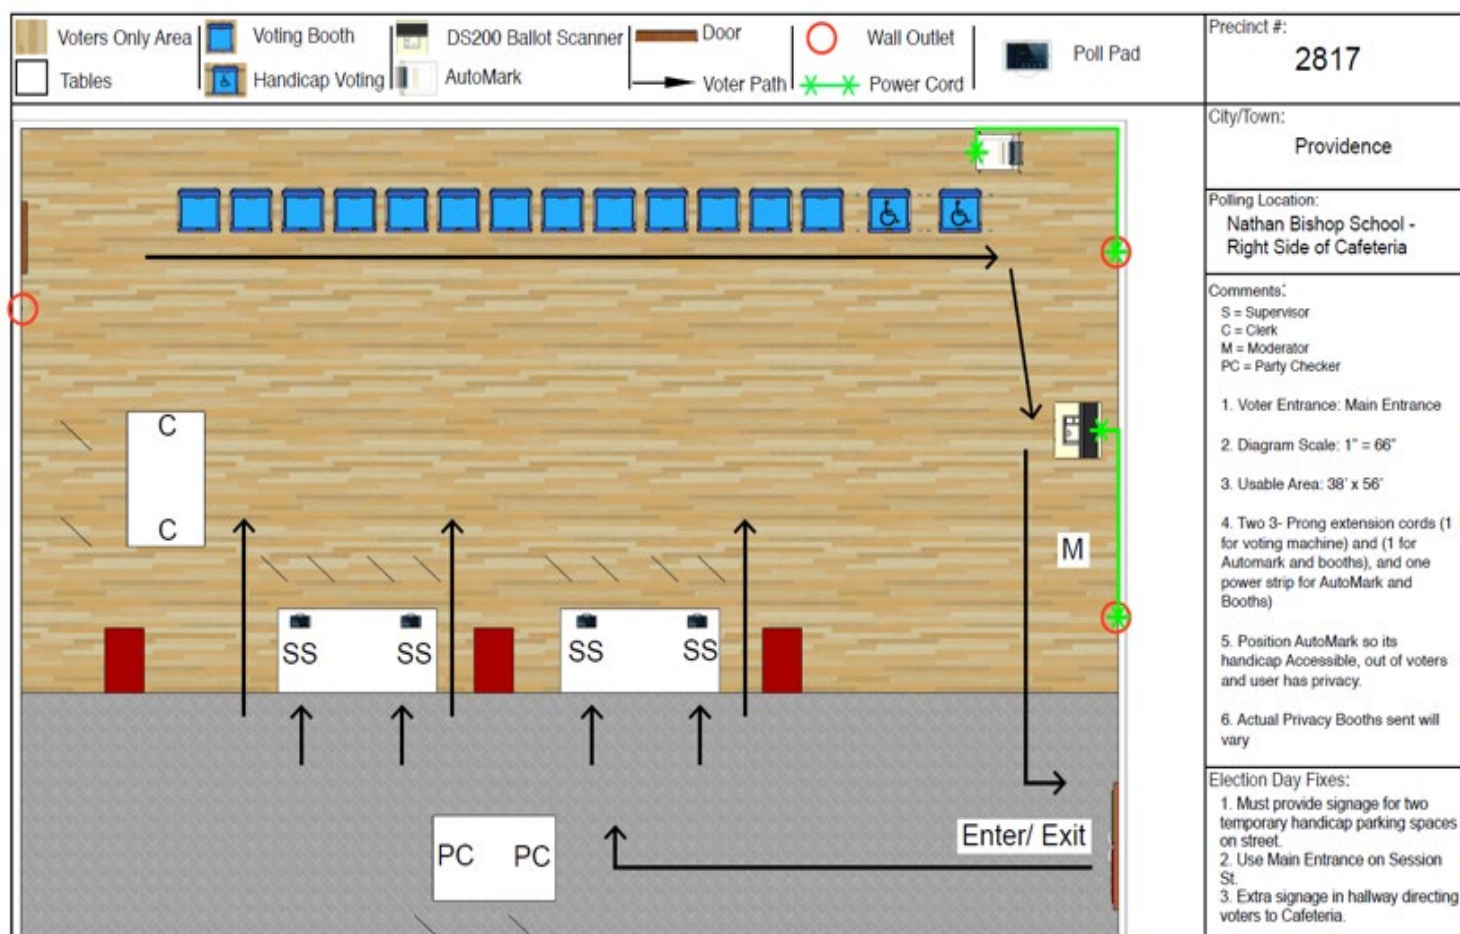 Voters Only Area
Voting Booth
DS200 Ballot Scanner
Door
Wall Outlet
Poll Pad
Tables
Handicap Voting
AutoMark
Voter Path
Power Cord
Precinct #:
2817
City/Town:
Providence
Polling Location:
Nathan Bishop School -
Right Side of Cafeteria
Comments:
S = Supervisor
C = Clerk
M = Moderator
PC = Party Checker
1. Voter Entrance: Main Entrance
2. Diagram Scale: 1" = 66"
3. Usable Area: 38' x 56'
4. Two 3- Prong extension cords (1
for voting machine) and (1 for
Automark and booths), and one
power strip for AutoMark and
Booths)
5. Position AutoMark so its
handicap Accessible, out of voters
and user has privacy.
6. Actual Privacy Booths sent will
vary
Election Day Fixes:
1. Must provide signage for two
temporary handicap parking spaces
on street.
2. Use Main Entrance on Session
St.
3. Extra signage in hallway directing
voters to Cafeteria.
C
C
M
SS
SS
SS
SS
Enter/ Exit
PC
PC